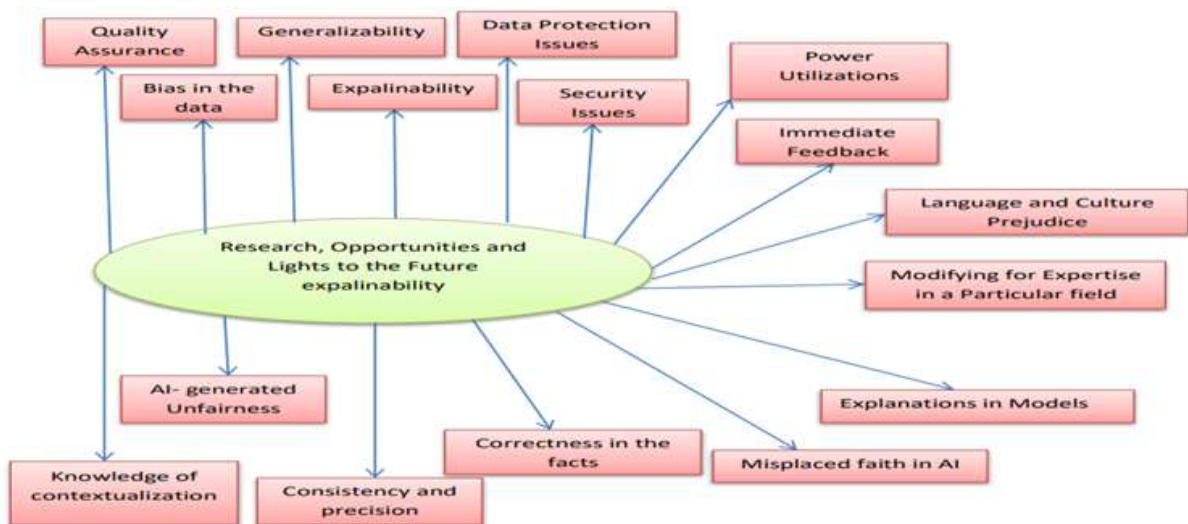 Quality
Assurance
Generalizability
Data Protection
Issues
Power
Utilizations
Bias in the
data
Expalinability
Security
Issues
Immediate
Feedback
Language and Culture
Prejudice
Research, Opportunities and
Lights to the Future
expalinability
Modifying for Expertise
in a Particular field
AI- generated
Unfairness
Explanations in Models
Correctness in the
facts
Misplaced faith in AI
Knowledge of
contextualization
Consistency and
precision